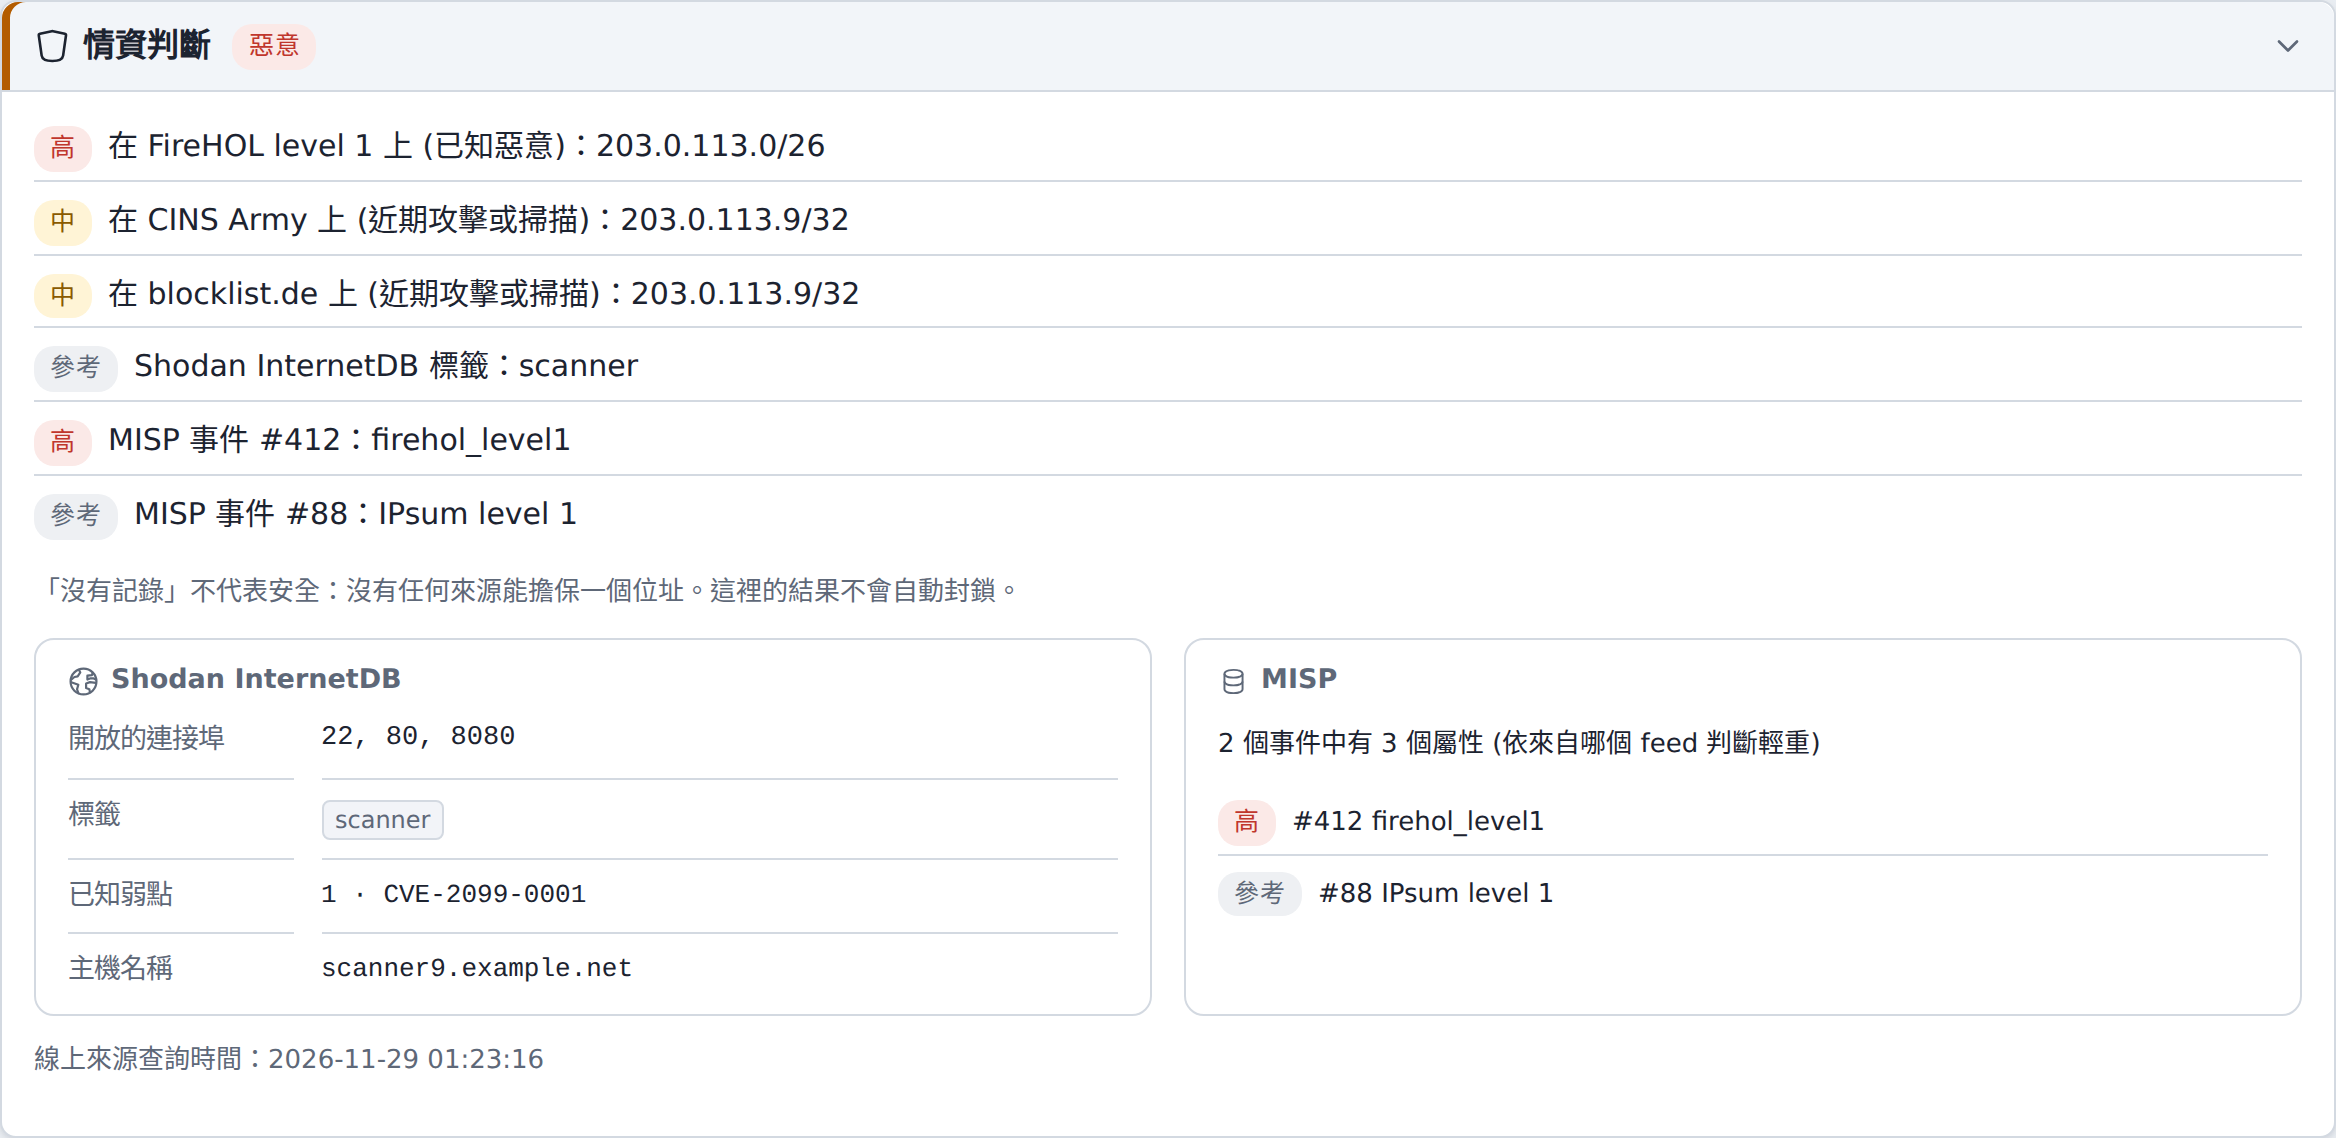 情資判斷 惡意
高 在 FireHOL level 1 上 (已知惡意)：203.0.113.0/26
中 在 CINS Army 上 (近期攻擊或掃描)：203.0.113.9/32
中 在 blocklist.de 上 (近期攻擊或掃描)：203.0.113.9/32
參考 Shodan InternetDB 標籤：scanner
高 MISP 事件 #412：firehol_level1
參考 MISP 事件 #88：IPsum level 1
「沒有記錄」不代表安全：沒有任何來源能擔保一個位址。這裡的結果不會自動封鎖。
Shodan InternetDB
開放的連接埠 22, 80, 8080
標籤 scanner
已知弱點 1 · CVE-2099-0001
主機名稱 scanner9.example.net
MISP
2 個事件中有 3 個屬性 (依來自哪個 feed 判斷輕重)
高 #412 firehol_level1
參考 #88 IPsum level 1
線上來源查詢時間：2026-11-29 01:23:16